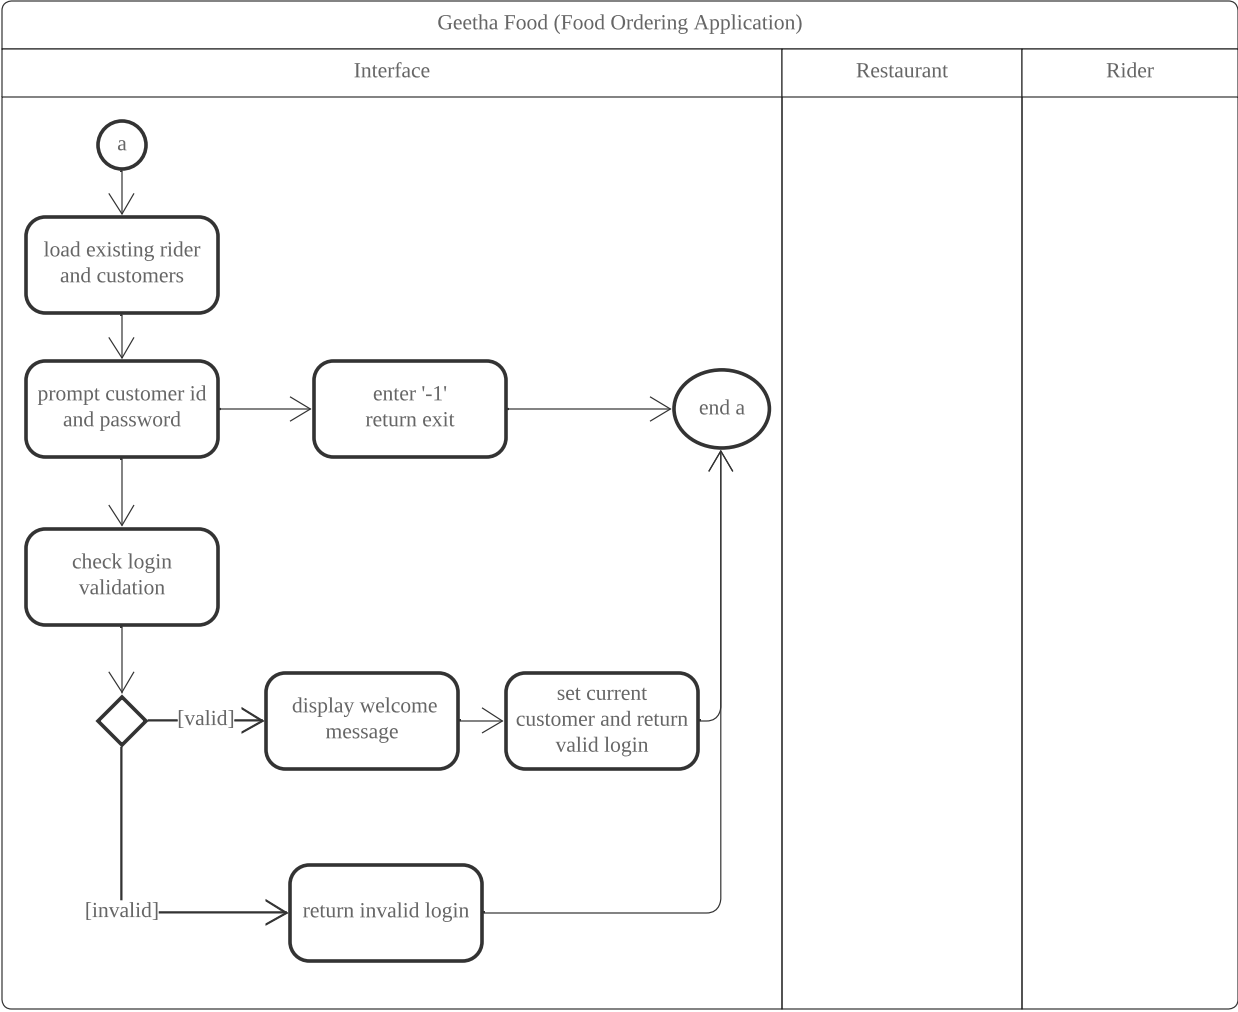 Geetha Food (Food Ordering Application)
Interface
Restaurant
Rider
a
load existing rider
and customers
prompt customer id
and password
enter '-1'
return exit
end a
check login
validation
[valid]
display welcome
message
set current
customer and return
valid login
[invalid]
return invalid login